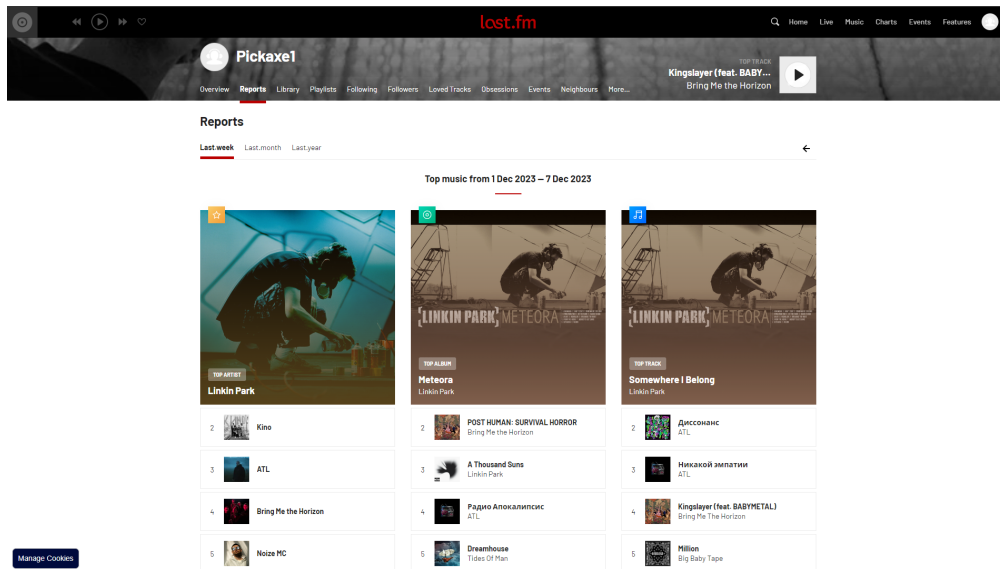 last.fm
Home Live Music Charts Events Features
Pickaxe1
TOP TRACK
Kingslayer (feat. BABY...
Bring Me the Horizon
Overview Reports Library Playlists Following Followers Loved Tracks Obsessions Events Neighbours More...
Reports
Last.week Last.month Last.year
Top music from 1 Dec 2023 — 7 Dec 2023
TOP ARTIST
Linkin Park
2 Kino
3 ATL
4 Bring Me the Horizon
5 Noize MC
[LINKIN PARK] METEORA
TOP ALBUM
Meteora
Linkin Park
2 POST HUMAN: SURVIVAL HORROR
Bring Me the Horizon
3 A Thousand Suns
Linkin Park
4 Радио Апокалипсис
ATL
5 Dreamhouse
Tides Of Man
[LINKIN PARK] METEORA
TOP TRACK
Somewhere I Belong
Linkin Park
2 Диссонанс
ATL
3 Никакой эмпатии
ATL
4 Kingslayer (feat. BABYMETAL)
Bring Me The Horizon
5 Million
Big Baby Tape
Manage Cookies